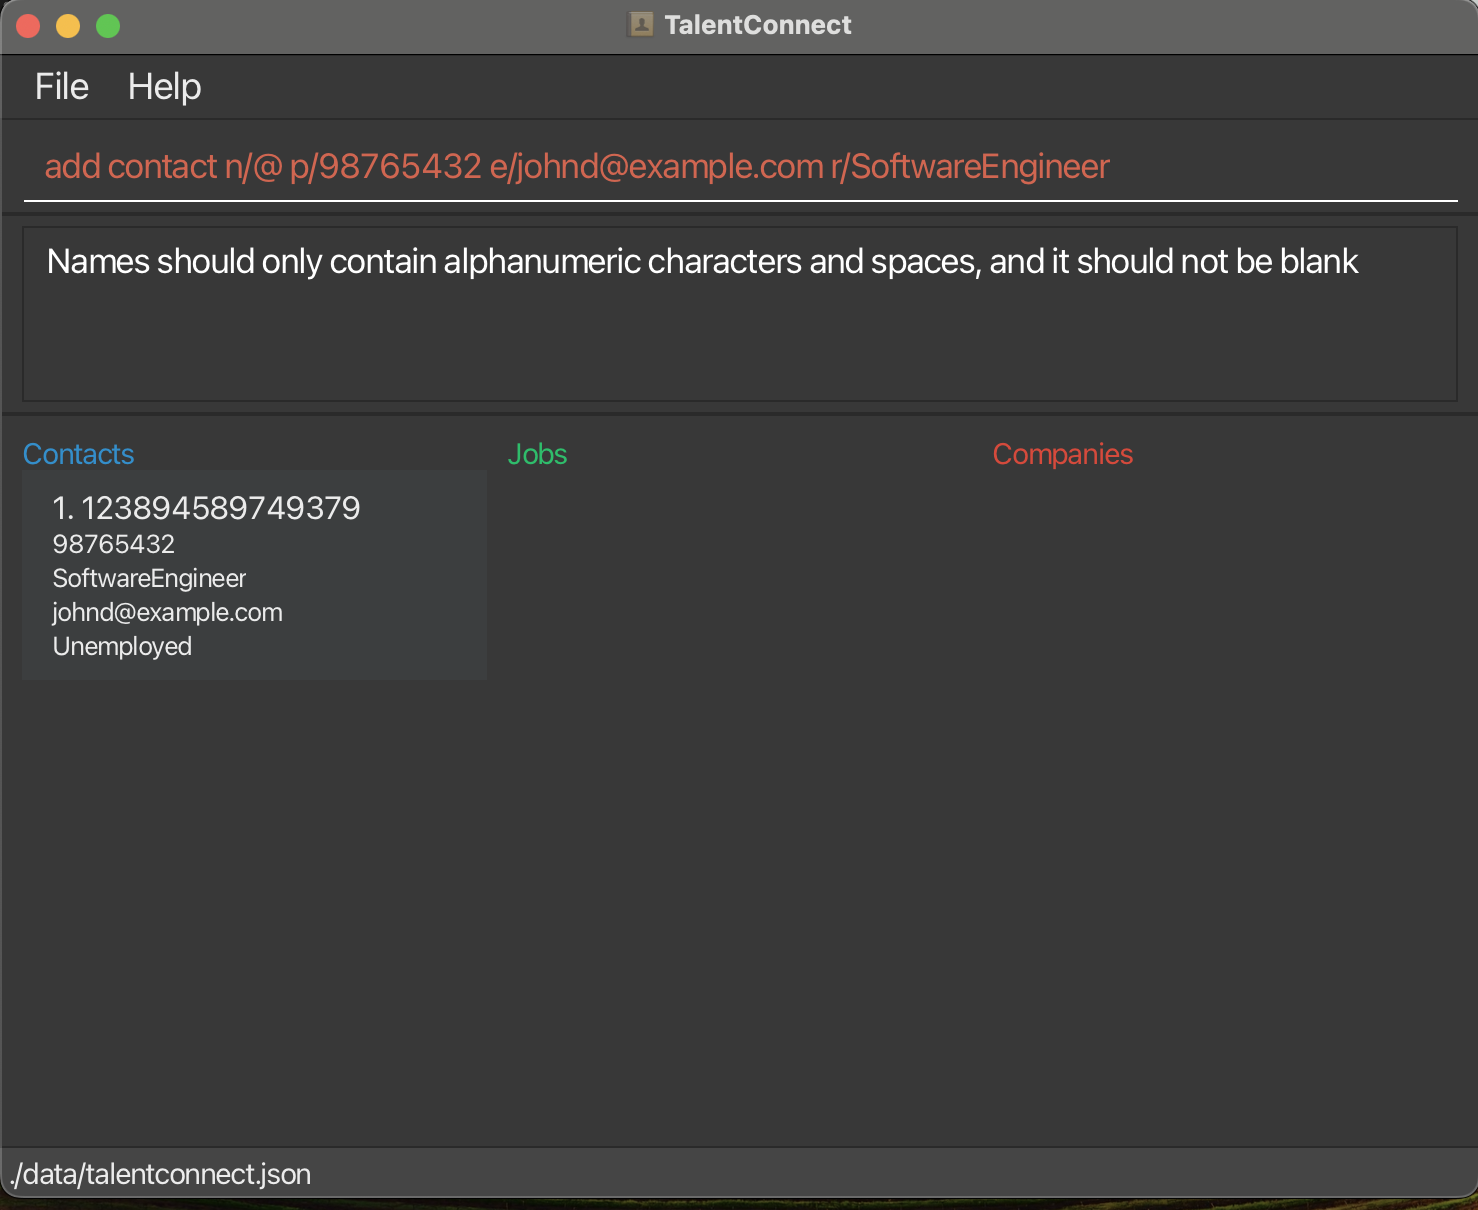 TalentConnect
File Help
add contact n/@ p/98765432 e/johnd@example.com r/SoftwareEngineer
Names should only contain alphanumeric characters and spaces, and it should not be blank
Contacts Jobs Companies
1. 123894589749379
98765432
SoftwareEngineer
johnd@example.com
Unemployed
./data/talentconnect.json